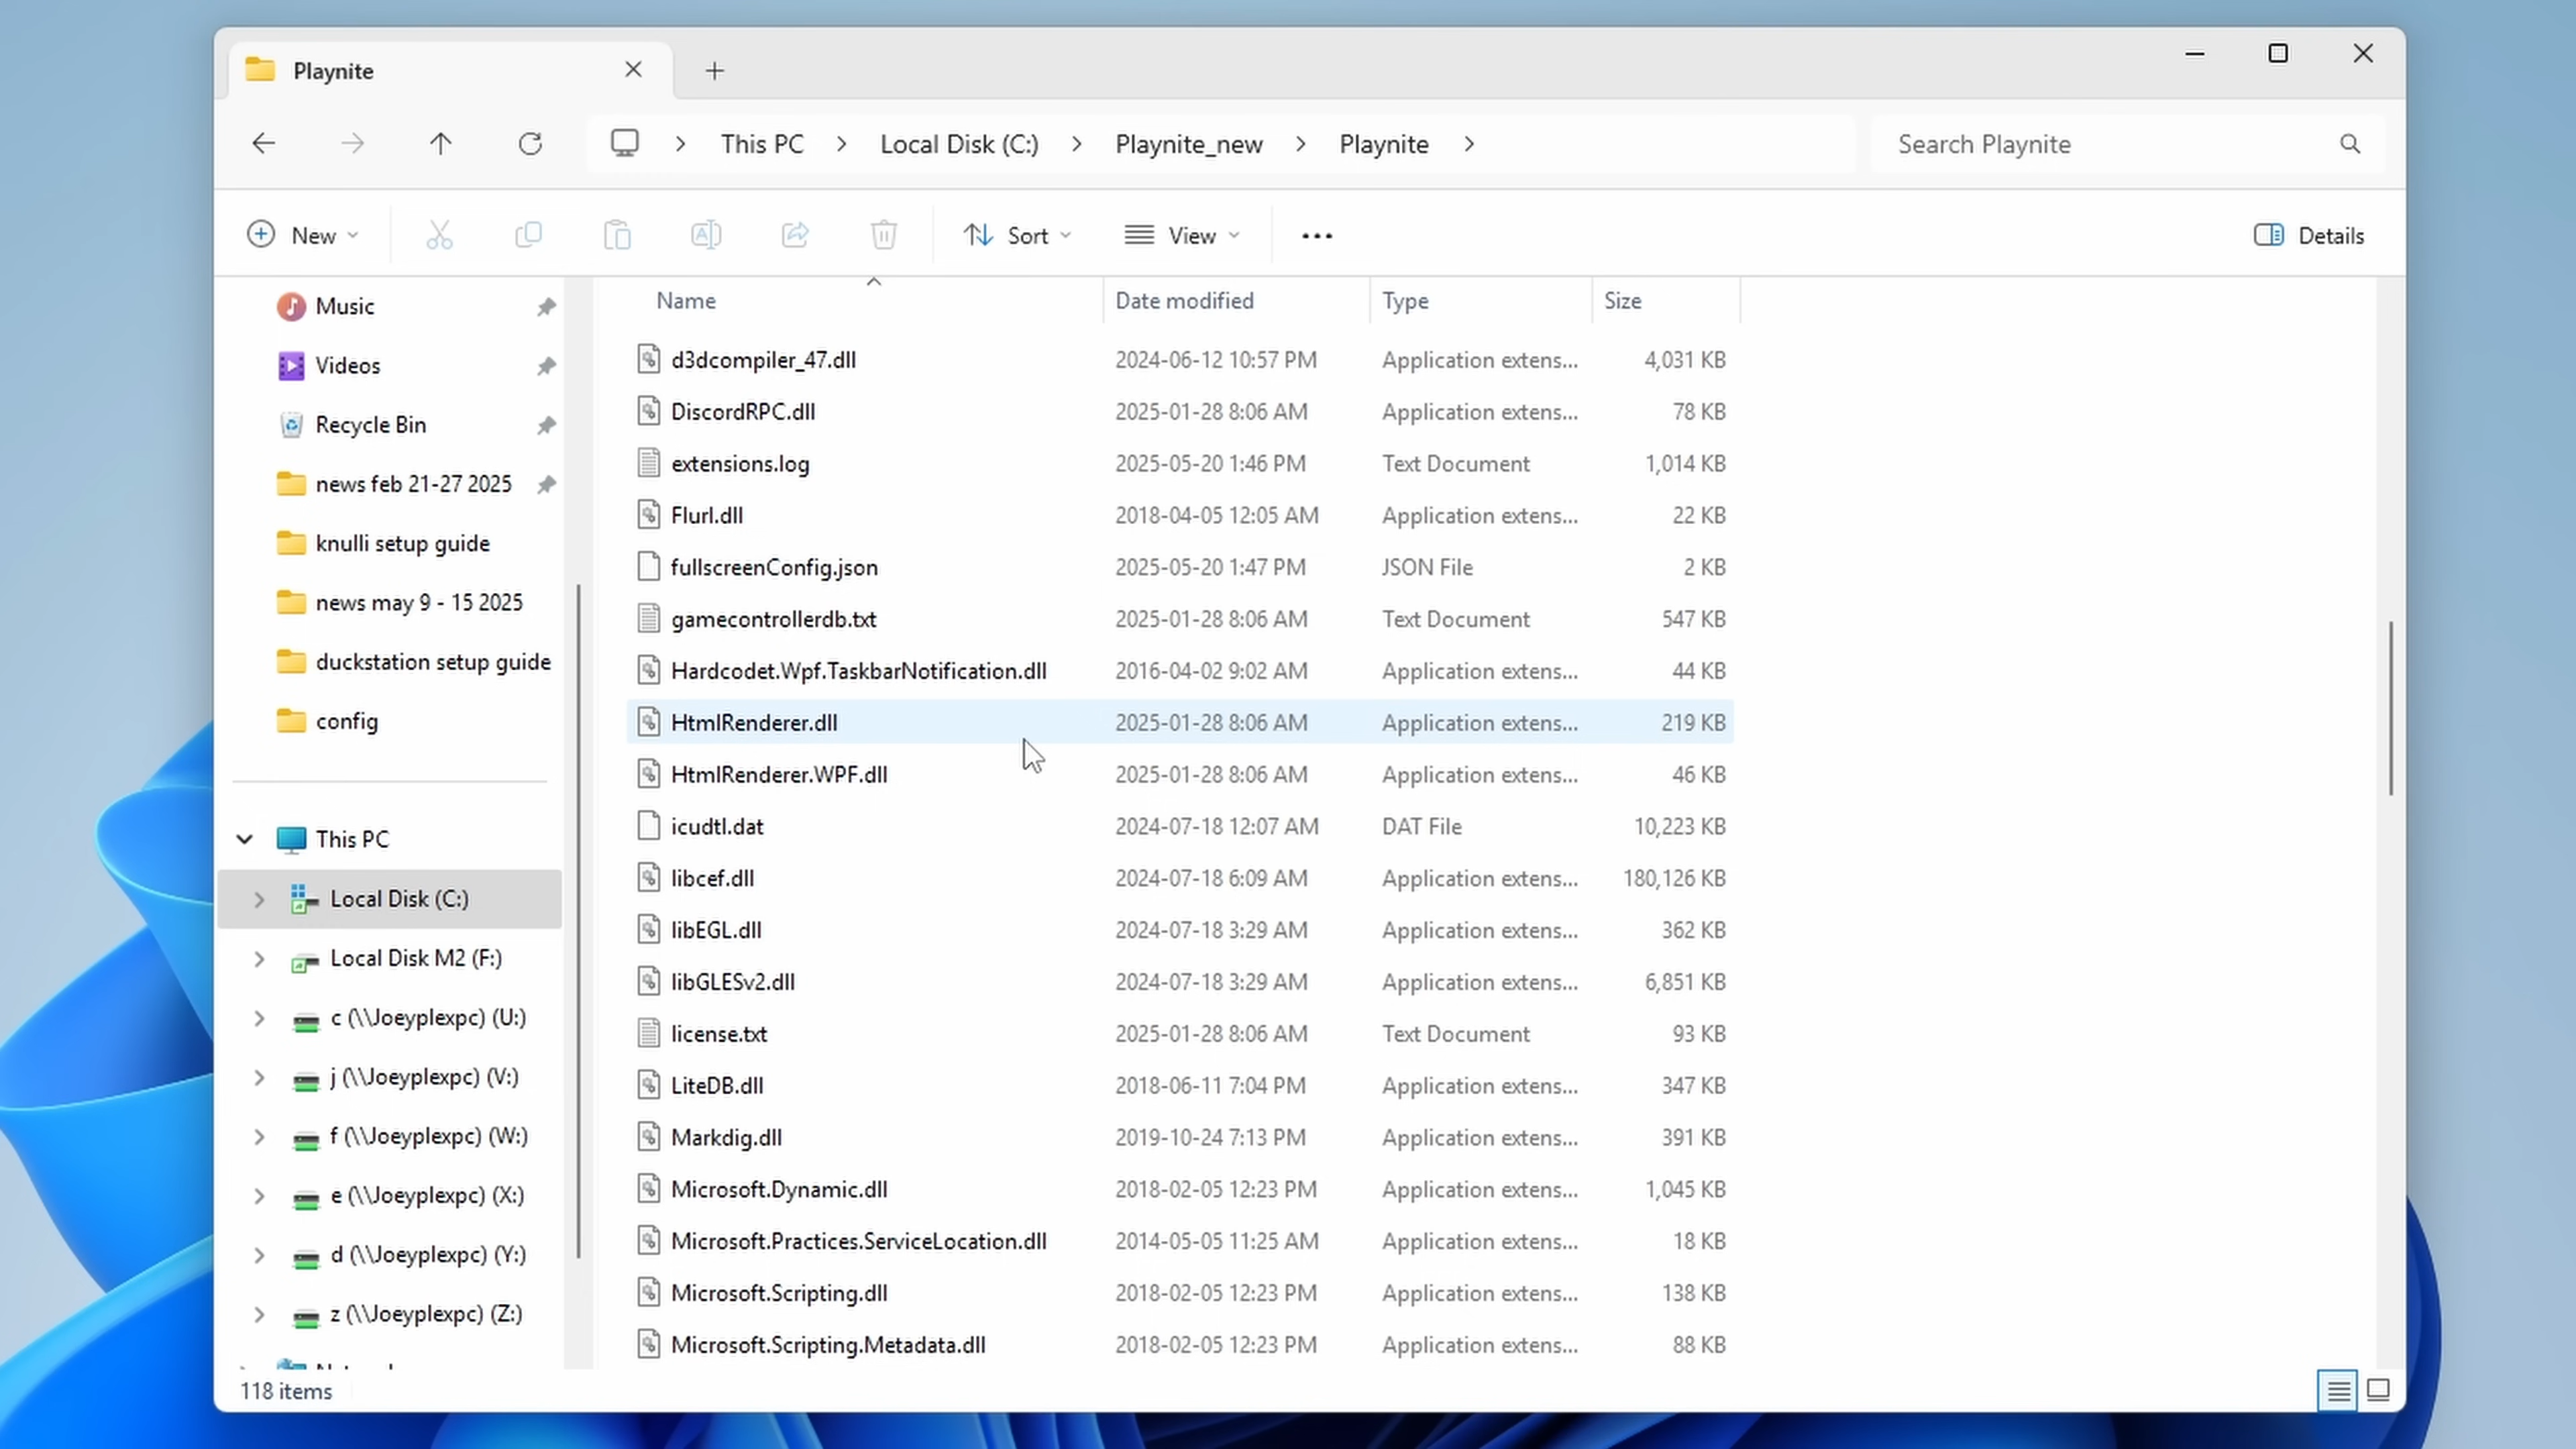 Playnite
This PC
Local Disk (C:)
Playnite_new
Playnite
Search Playnite
New
Sort
View
Details
Music
Videos
Recycle Bin
news feb 21-27 2025
knulli setup guide
news may 9 - 15 2025
duckstation setup guide
config
This PC
Local Disk (C:)
Local Disk M2 (F:)
c (\\Joeyplexpc) (U:)
j (\\Joeyplexpc) (V:)
f (\\Joeyplexpc) (W:)
e (\\Joeyplexpc) (X:)
d (\\Joeyplexpc) (Y:)
z (\\Joeyplexpc) (Z:)
Name Date modified Type Size
d3dcompiler_47.dll 2024-06-12 10:57 PM Application extens... 4,031 KB
DiscordRPC.dll 2025-01-28 8:06 AM Application extens... 78 KB
extensions.log 2025-05-20 1:46 PM Text Document 1,014 KB
Flurl.dll 2018-04-05 12:05 AM Application extens... 22 KB
fullscreenConfig.json 2025-05-20 1:47 PM JSON File 2 KB
gamecontrollerdb.txt 2025-01-28 8:06 AM Text Document 547 KB
Hardcodet.Wpf.TaskbarNotification.dll 2016-04-02 9:02 AM Application extens... 44 KB
HtmlRenderer.dll 2025-01-28 8:06 AM Application extens... 219 KB
HtmlRenderer.WPF.dll 2025-01-28 8:06 AM Application extens... 46 KB
icudtl.dat 2024-07-18 12:07 AM DAT File 10,223 KB
libcef.dll 2024-07-18 6:09 AM Application extens... 180,126 KB
libEGL.dll 2024-07-18 3:29 AM Application extens... 362 KB
libGLESv2.dll 2024-07-18 3:29 AM Application extens... 6,851 KB
license.txt 2025-01-28 8:06 AM Text Document 93 KB
LiteDB.dll 2018-06-11 7:04 PM Application extens... 347 KB
Markdig.dll 2019-10-24 7:13 PM Application extens... 391 KB
Microsoft.Dynamic.dll 2018-02-05 12:23 PM Application extens... 1,045 KB
Microsoft.Practices.ServiceLocation.dll 2014-05-05 11:25 AM Application extens... 18 KB
Microsoft.Scripting.dll 2018-02-05 12:23 PM Application extens... 138 KB
Microsoft.Scripting.Metadata.dll 2018-02-05 12:23 PM Application extens... 88 KB
118 items